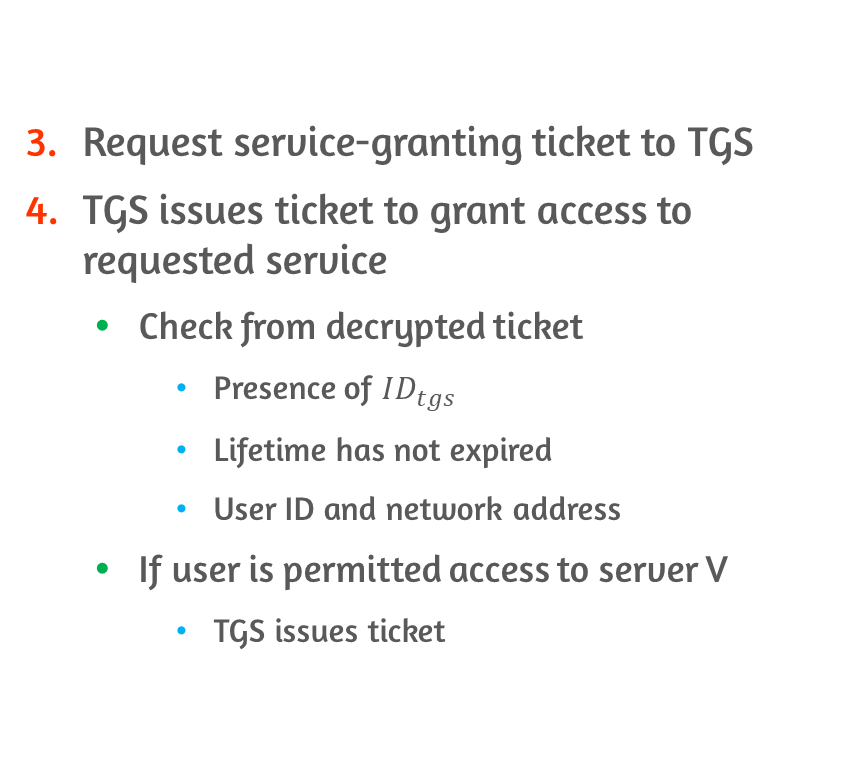 3. Request service-granting ticket to TGS
4. TGS issues ticket to grant access to
requested service
• Check from decrypted ticket
• Presence of ID_tgs
• Lifetime has not expired
• User ID and network address
• If user is permitted access to server V
• TGS issues ticket